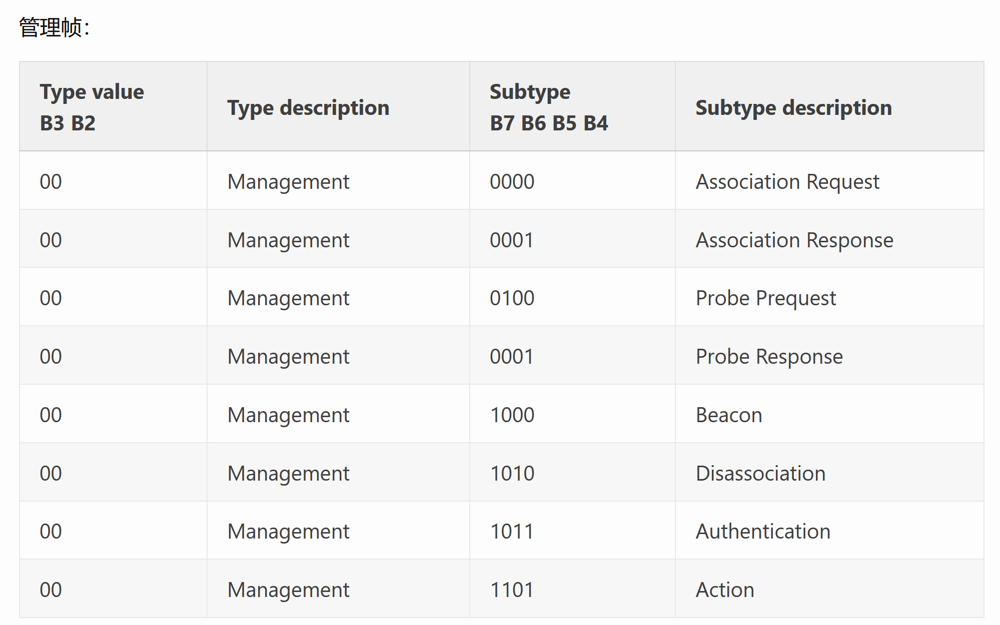 管理帧：
Type value
B3 B2
Type description
Subtype
B7 B6 B5 B4
Subtype description
00 Management 0000 Association Request
00 Management 0001 Association Response
00 Management 0100 Probe Prequest
00 Management 0001 Probe Response
00 Management 1000 Beacon
00 Management 1010 Disassociation
00 Management 1011 Authentication
00 Management 1101 Action